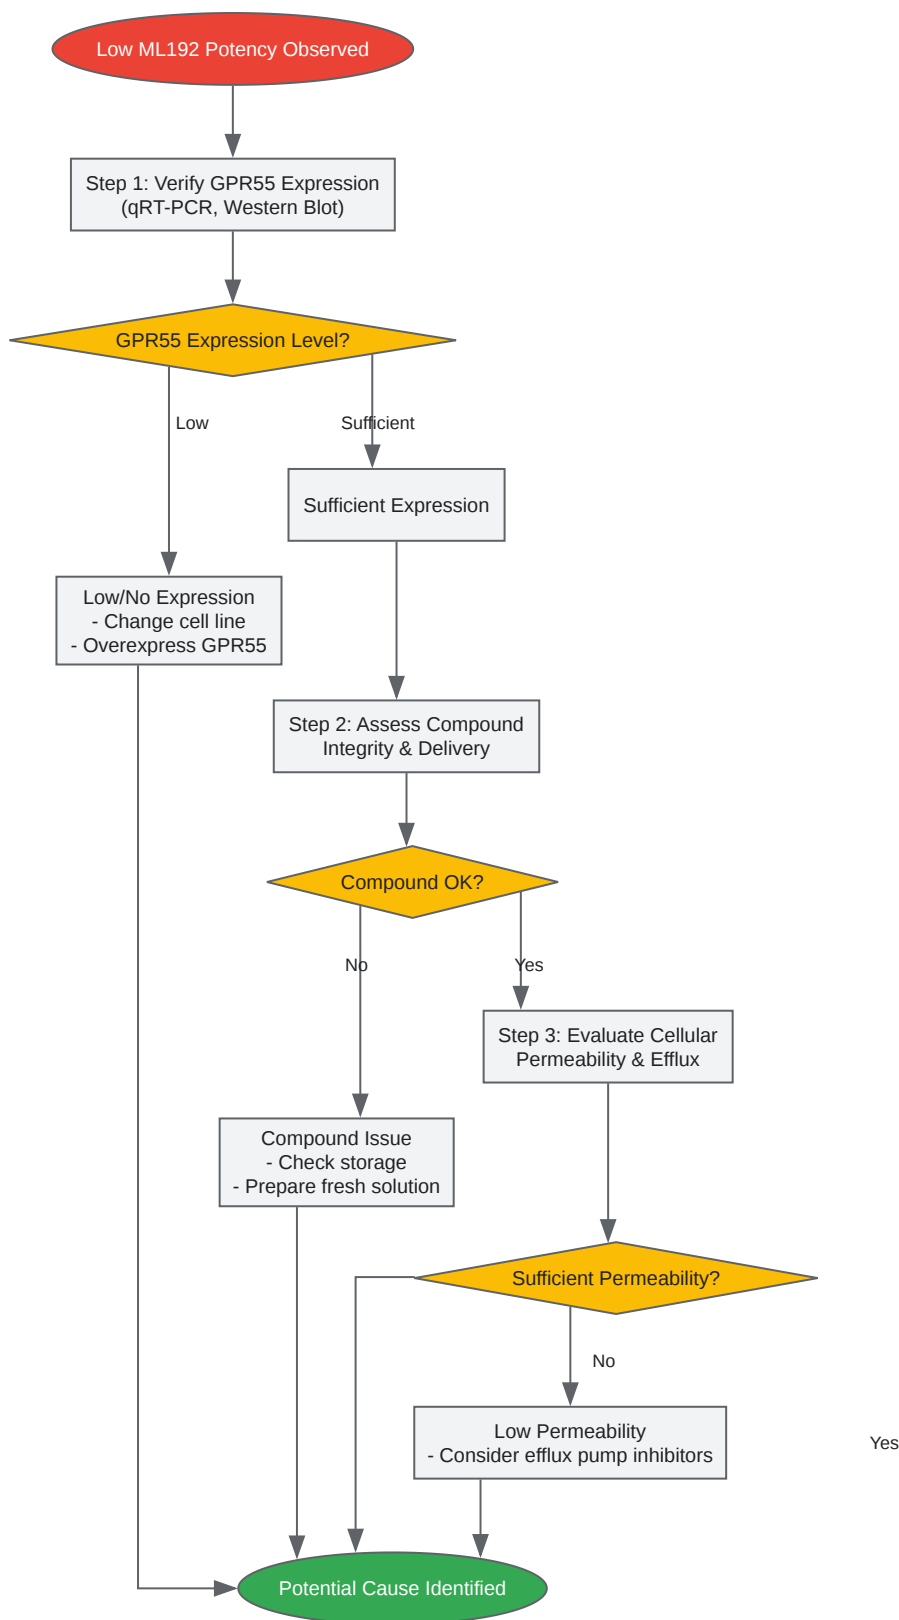 Low ML192 Potency Observed
Step 1: Verify GPR55 Expression
(qRT-PCR, Western Blot)
GPR55 Expression Level?
Low
Sufficient
Sufficient Expression
Low/No Expression
- Change cell line
- Overexpress GPR55
Step 2: Assess Compound
Integrity & Delivery
Compound OK?
No
Yes
Step 3: Evaluate Cellular
Permeability & Efflux
Compound Issue
- Check storage
- Prepare fresh solution
Sufficient Permeability?
No
Low Permeability
- Consider efflux pump inhibitors
Yes
Potential Cause Identified